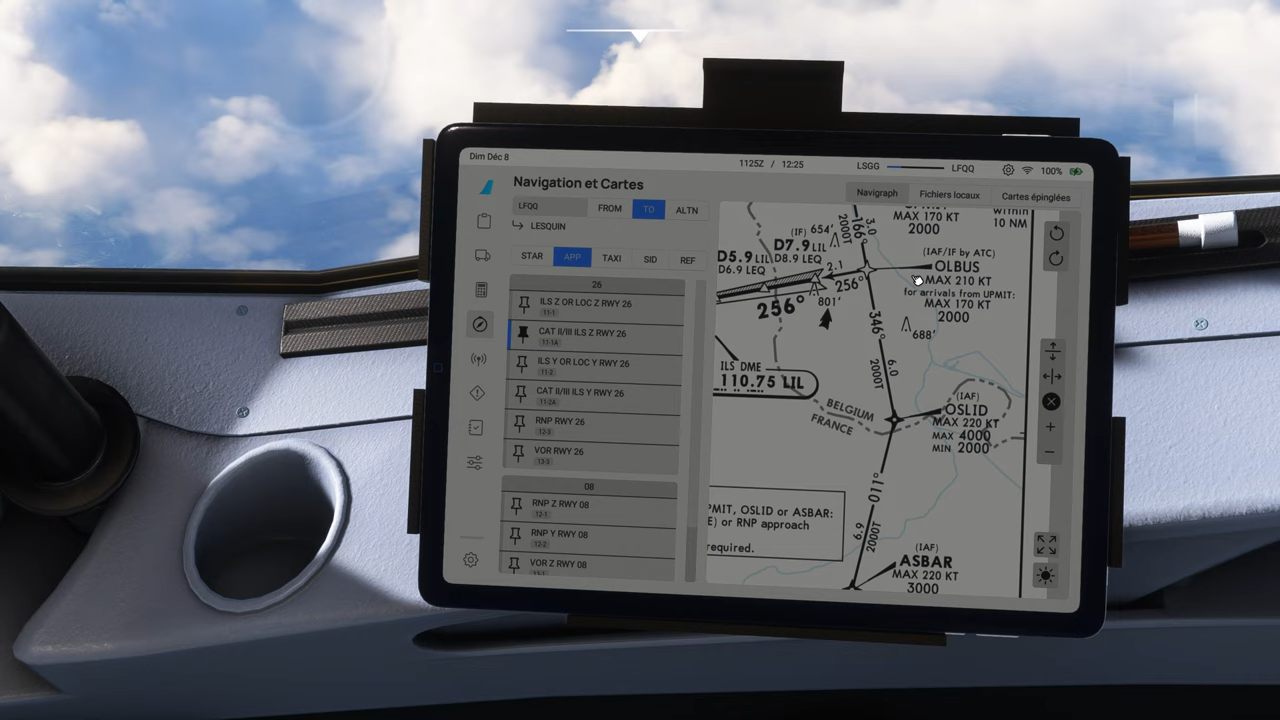 Dim Déc 8
1125Z / 12:25
LSGG
LFQQ
100%
Navigation et Cartes
Navigraph
Fichiers locaux
Cartes épinglées
LFQQ
FROM
TO
ALTN
LESQUIN
STAR
APP
TAXI
SID
REF
26
ILS Z OR LOC Z RWY 26
11-1
CAT II/III ILS Z RWY 26
11-1A
ILS Y OR LOC Y RWY 26
11-2
CAT II/III ILS Y RWY 26
11-2A
RNP RWY 26
12-3
VOR RWY 26
13-3
08
RNP Z RWY 08
12-1
RNP Y RWY 08
12-2
VOR Z RWY 08
MAX 170 KT
2000
within
10 NM
166°
3.0
2000T
(IF) 654'
D7.9 LIL
D8.9 LEQ
D5.9 LIL
D6.9 LEQ
2.1
256°
256°
801'
(IAF/IF by ATC)
OLBUS
MAX 210 KT
for arrivals from UPMIT:
MAX 170 KT
2000
688'
346°
6.0
2000T
ILS DME
110.75 LIL
BELGIUM
FRANCE
(IAF)
OSLID
MAX 220 KT
MAX 4000
MIN 2000
011°
6.9
2000T
PMIT, OSLID or ASBAR:
E) or RNP approach
required.
(IAF)
ASBAR
MAX 220 KT
3000